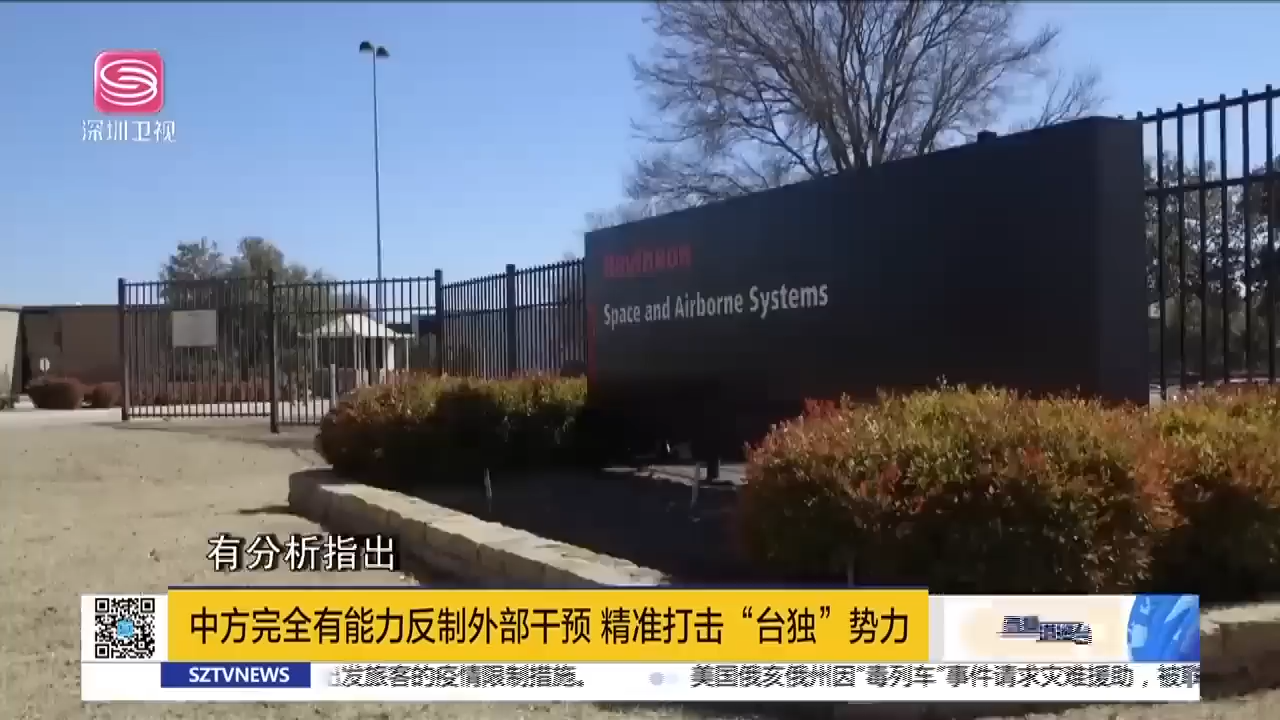 深圳卫视
Raytheon
Space and Airborne Systems
有分析指出
中方完全有能力反制外部干预 精准打击“台独”势力
SZTVNEWS
发旅客的疫情限制措施。 美国俄亥俄州因“毒列车”事件请求灾难援助,被